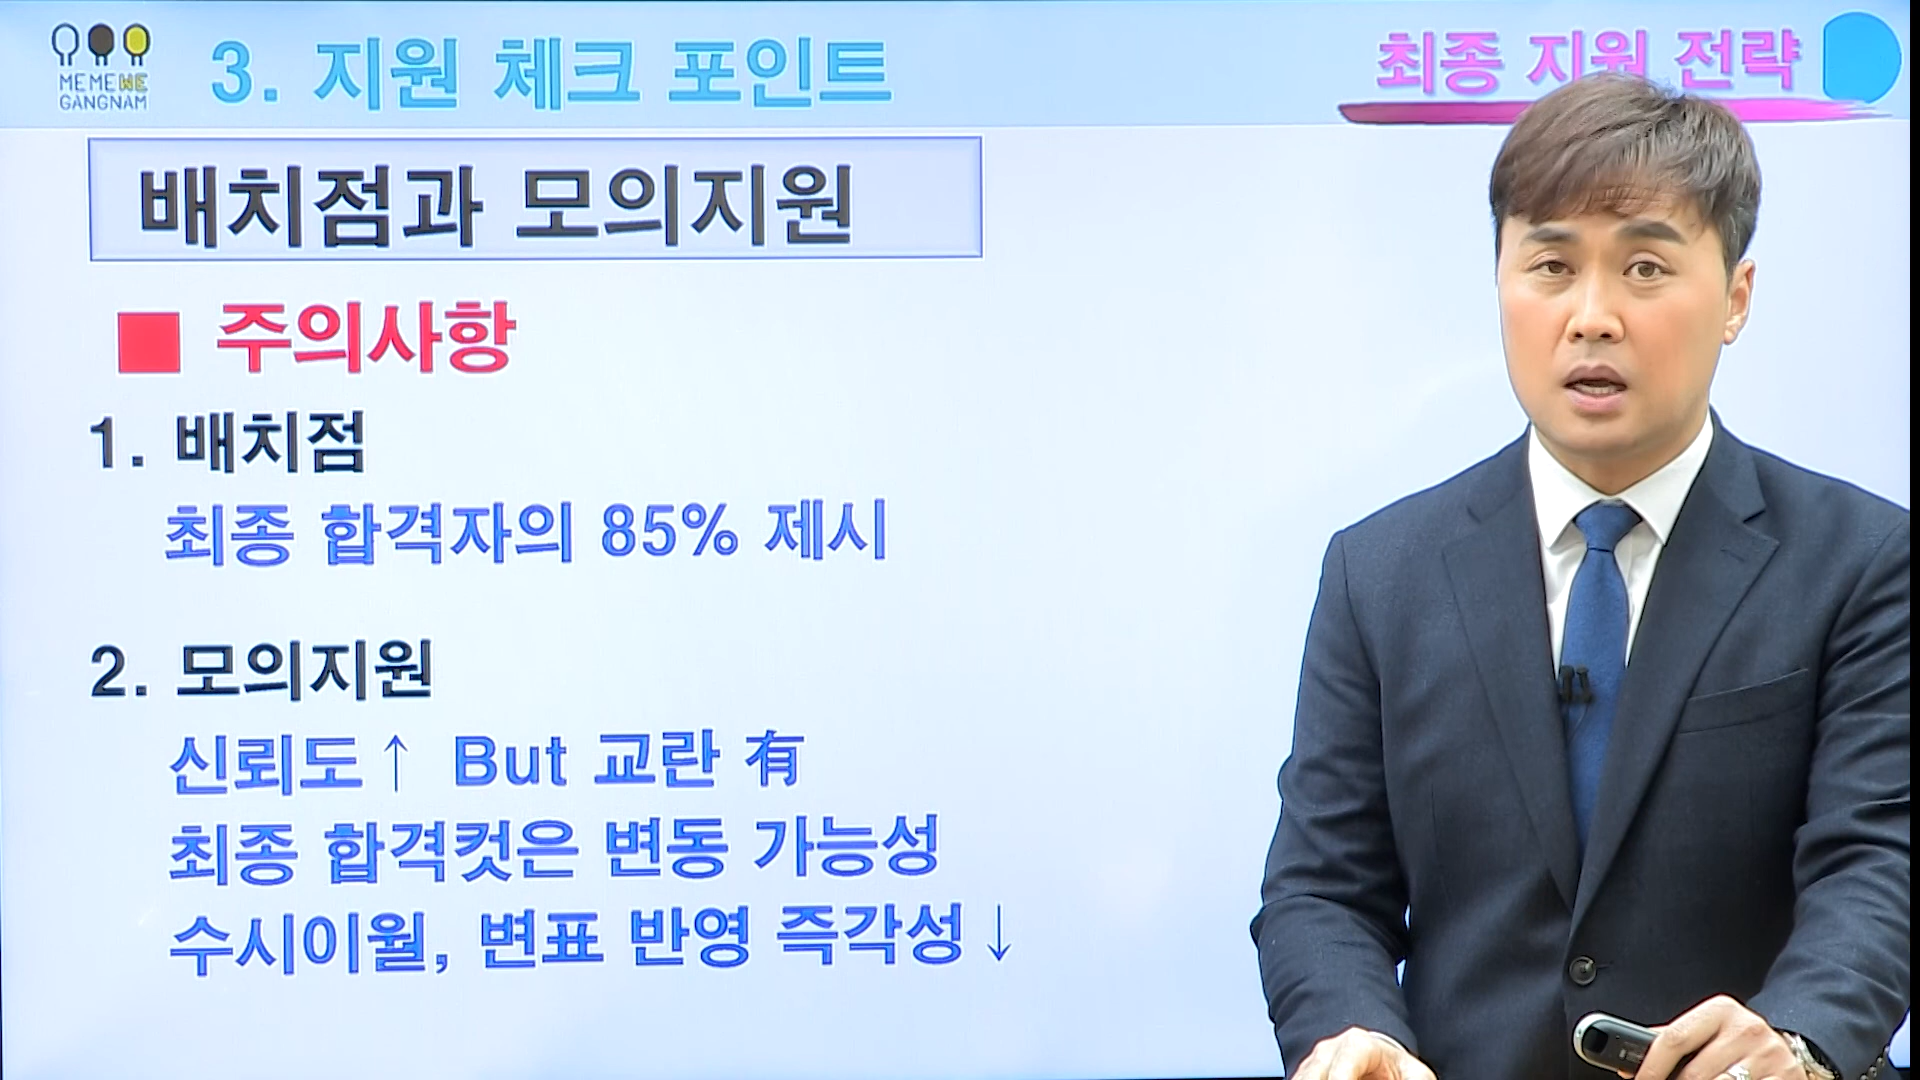 MEMEWE
GANGNAM
3. 지원 체크 포인트
최종 지원 전략
배치점과 모의지원
■ 주의사항
1. 배치점
최종 합격자의 85% 제시
2. 모의지원
신뢰도↑ But 교란 有
최종 합격컷은 변동 가능성
수시이월, 변표 반영 즉각성↓